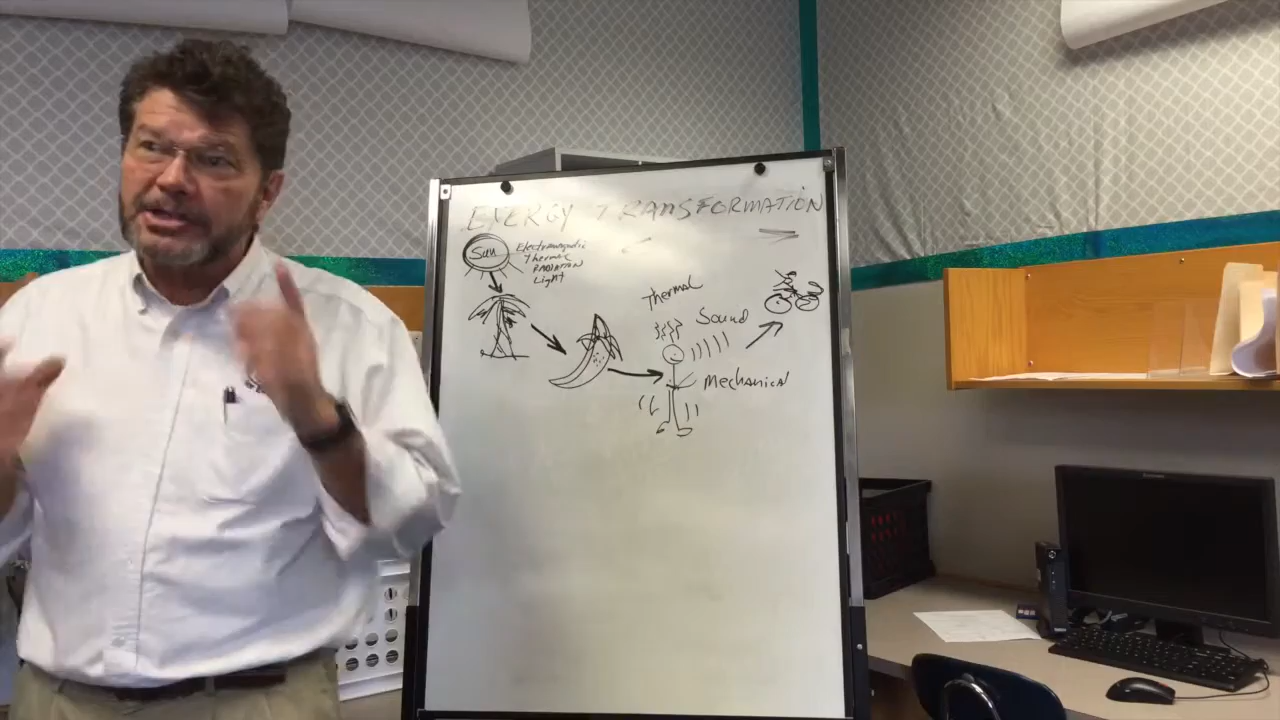 ENERGY TRANSFORMATION
Sun
Electromagnetic
Thermal
RADIATION
Light
Thermal
Sound
Mechanical